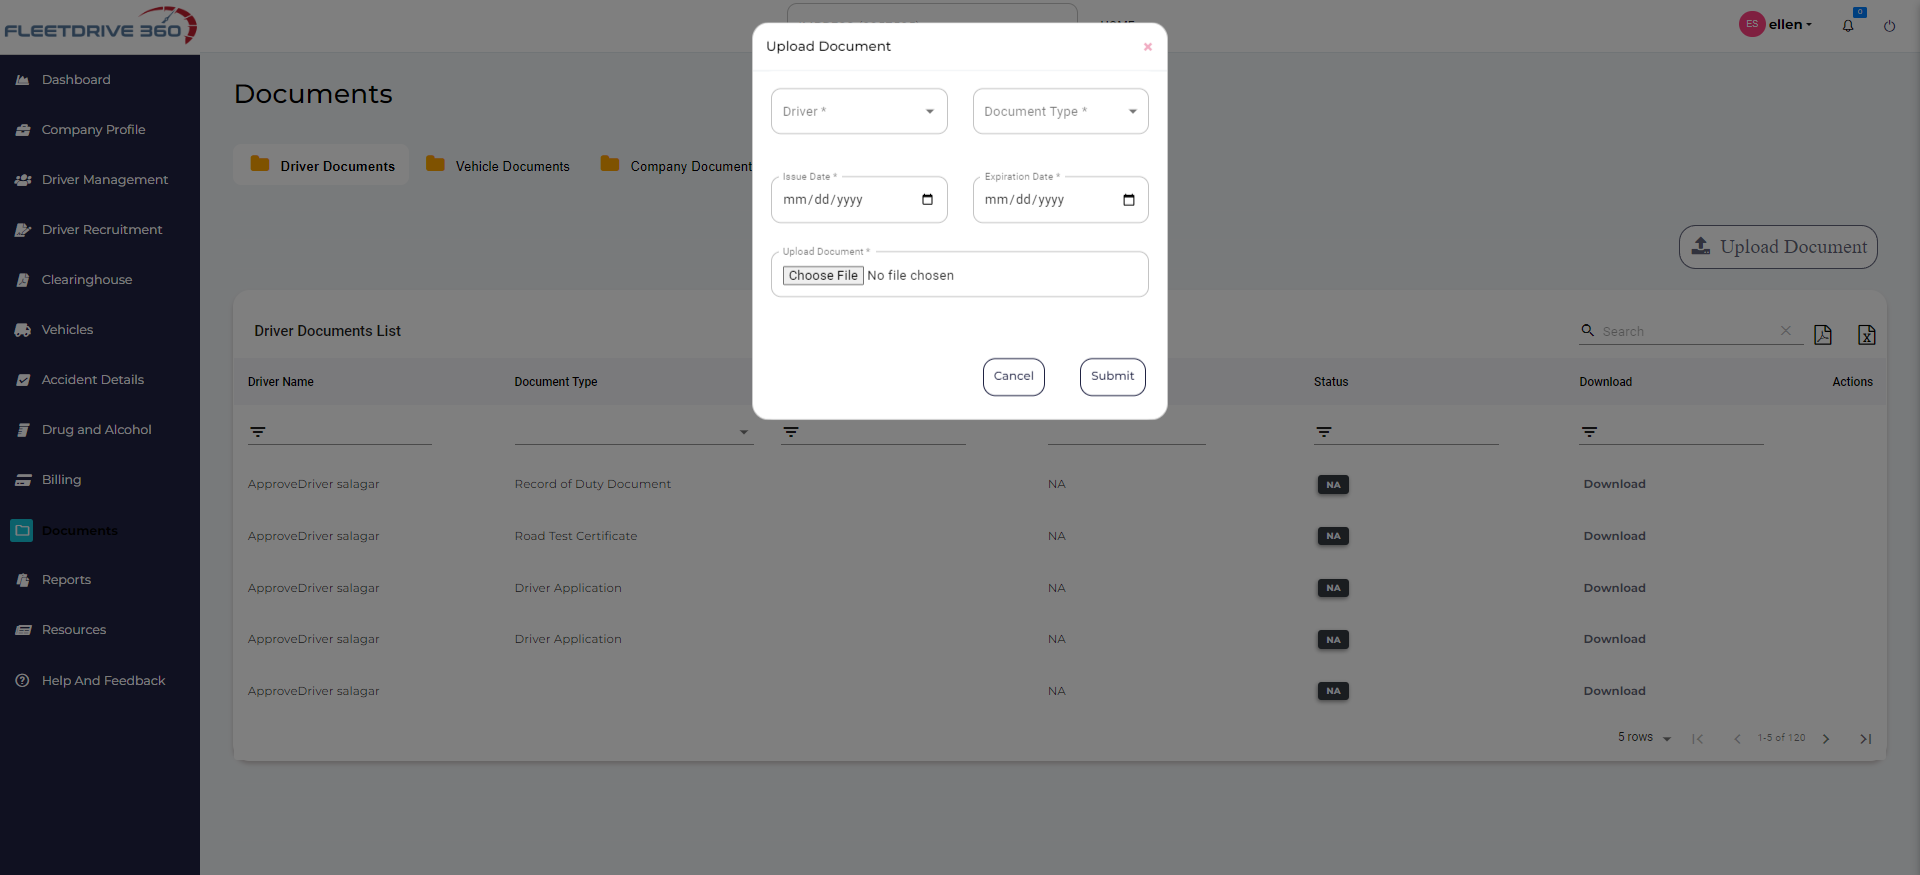 FLEETDRIVE 360
ES ellen
0
Dashboard
Company Profile
Driver Management
Driver Recruitment
Clearinghouse
Vehicles
Accident Details
Drug and Alcohol
Billing
Documents
Reports
Resources
Help And Feedback
Documents
Driver Documents
Vehicle Documents
Company Document
Upload Document
Upload Document
Driver *
Document Type *
Issue Date *
mm/dd/yyyy
Expiration Date *
mm/dd/yyyy
Upload Document *
Choose File No file chosen
Cancel
Submit
Driver Documents List
Search
Driver Name Document Type Status Download Actions
ApproveDriver salagar Record of Duty Document NA NA Download
ApproveDriver salagar Road Test Certificate NA NA Download
ApproveDriver salagar Driver Application NA NA Download
ApproveDriver salagar Driver Application NA NA Download
ApproveDriver salagar NA NA Download
5 rows 1-5 of 120